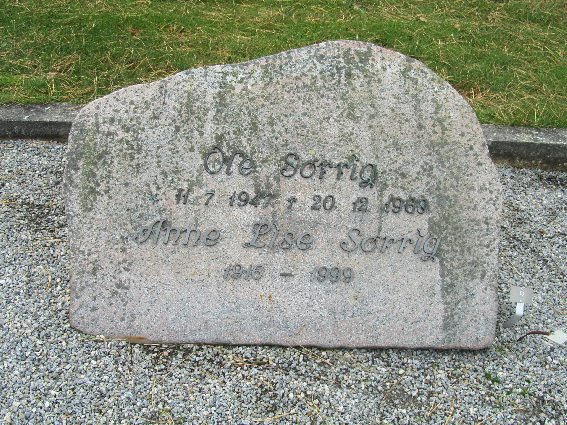 Ole Sørrig
* 11. 7. 1947 † 20. 12. 1969
Anne Lise Sørrig
1916 – 1999